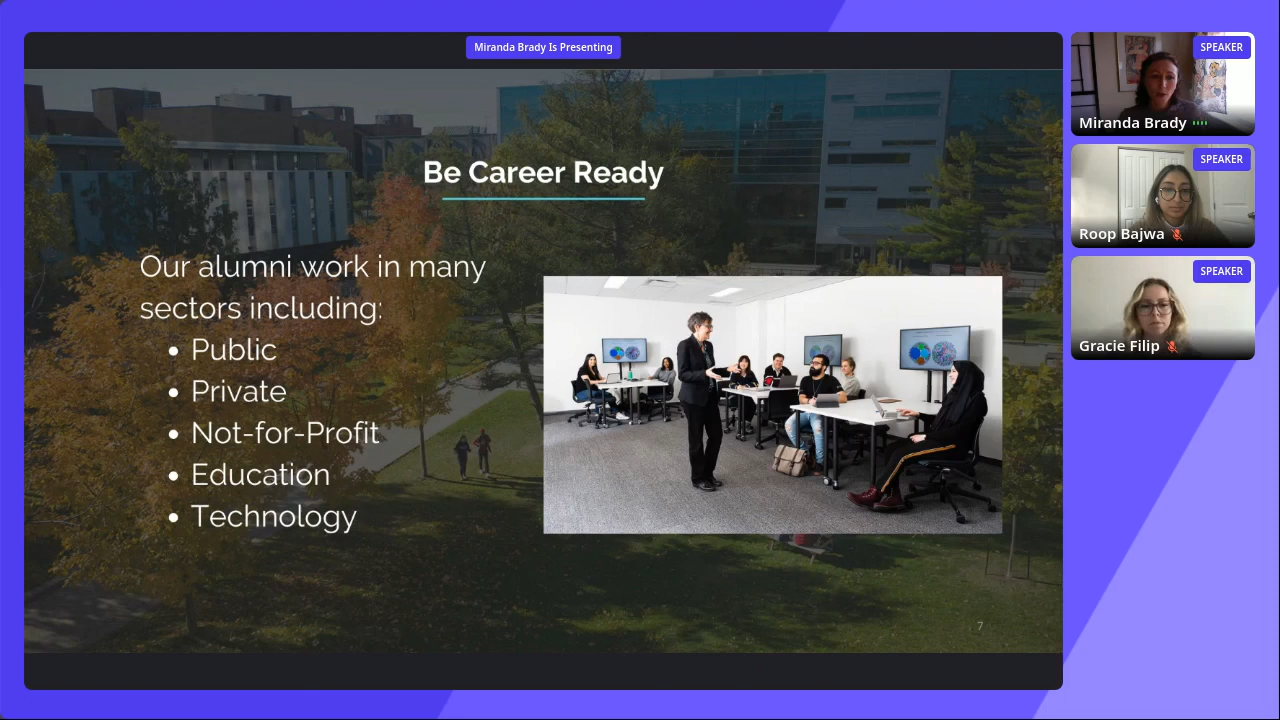 Miranda Brady Is Presenting
Be Career Ready
Our alumni work in many
sectors including:
• Public
• Private
• Not-for-Profit
• Education
• Technology
7
SPEAKER
Miranda Brady
SPEAKER
Roop Bajwa
SPEAKER
Gracie Filip